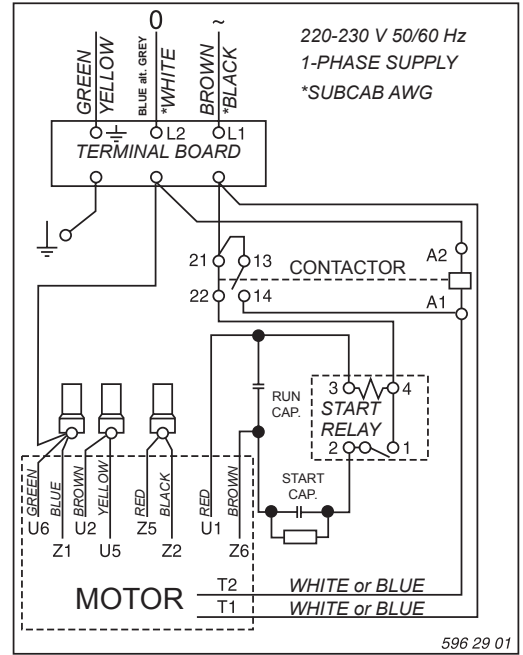 0 ~
220-230 V 50/60 Hz
1-PHASE SUPPLY
*SUBCAB AWG
GREEN
YELLOW
BLUE alt. GREY
*WHITE
BROWN
*BLACK
L2 L1
TERMINAL BOARD
21 13
CONTACTOR
A2
22 14
A1
3 4
RUN
CAP.
START
RELAY
2 1
START
CAP.
GREEN
BLUE
BROWN
YELLOW
RED
BLACK
RED
BROWN
U6 U2 Z5 U1
Z1 U5 Z2 Z6
MOTOR
T2 WHITE or BLUE
T1 WHITE or BLUE
596 29 01